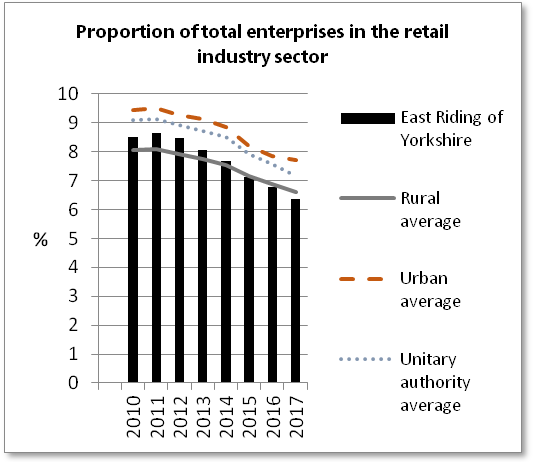 Proportion of total enterprises in the retail
industry sector
10
9
8
7
6
5
4
3
2
1
0
%
2010
2011
2012
2013
2014
2015
2016
2017
East Riding of
Yorkshire
Rural
average
Urban
average
Unitary
authority
average